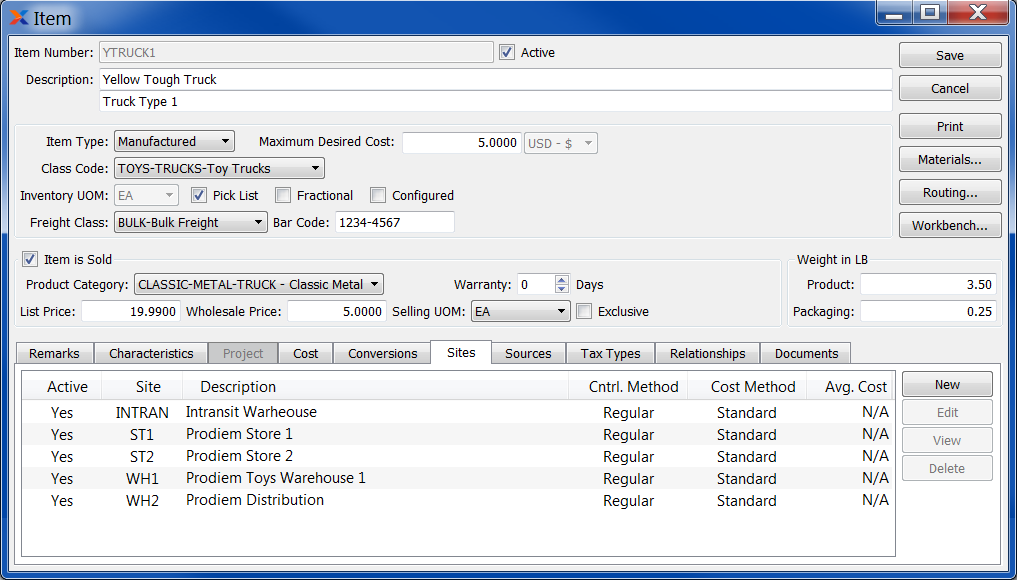 Item
Item Number: YTRUCK1 Active Save
Description: Yellow Tough Truck Cancel
Truck Type 1
Print
Item Type: Manufactured Maximum Desired Cost: 5.0000 USD - $
Materials...
Class Code: TOYS-TRUCKS-Toy Trucks
Inventory UOM: EA Pick List Fractional Configured Routing...
Freight Class: BULK-Bulk Freight Bar Code: 1234-4567 Workbench...
Item is Sold Weight in LB
Product Category: CLASSIC-METAL-TRUCK - Classic Metal Warranty: 0 Days Product: 3.50
List Price: 19.9900 Wholesale Price: 5.0000 Selling UOM: EA Exclusive Packaging: 0.25
Remarks Characteristics Project Cost Conversions Sites Sources Tax Types Relationships Documents
Active Site Description Cntrl. Method Cost Method Avg. Cost New
Yes INTRAN Intransit Warheouse Regular Standard N/A Edit
Yes ST1 Prodiem Store 1 Regular Standard N/A View
Yes ST2 Prodiem Store 2 Regular Standard N/A Delete
Yes WH1 Prodiem Toys Warehouse 1 Regular Standard N/A
Yes WH2 Prodiem Distribution Regular Standard N/A